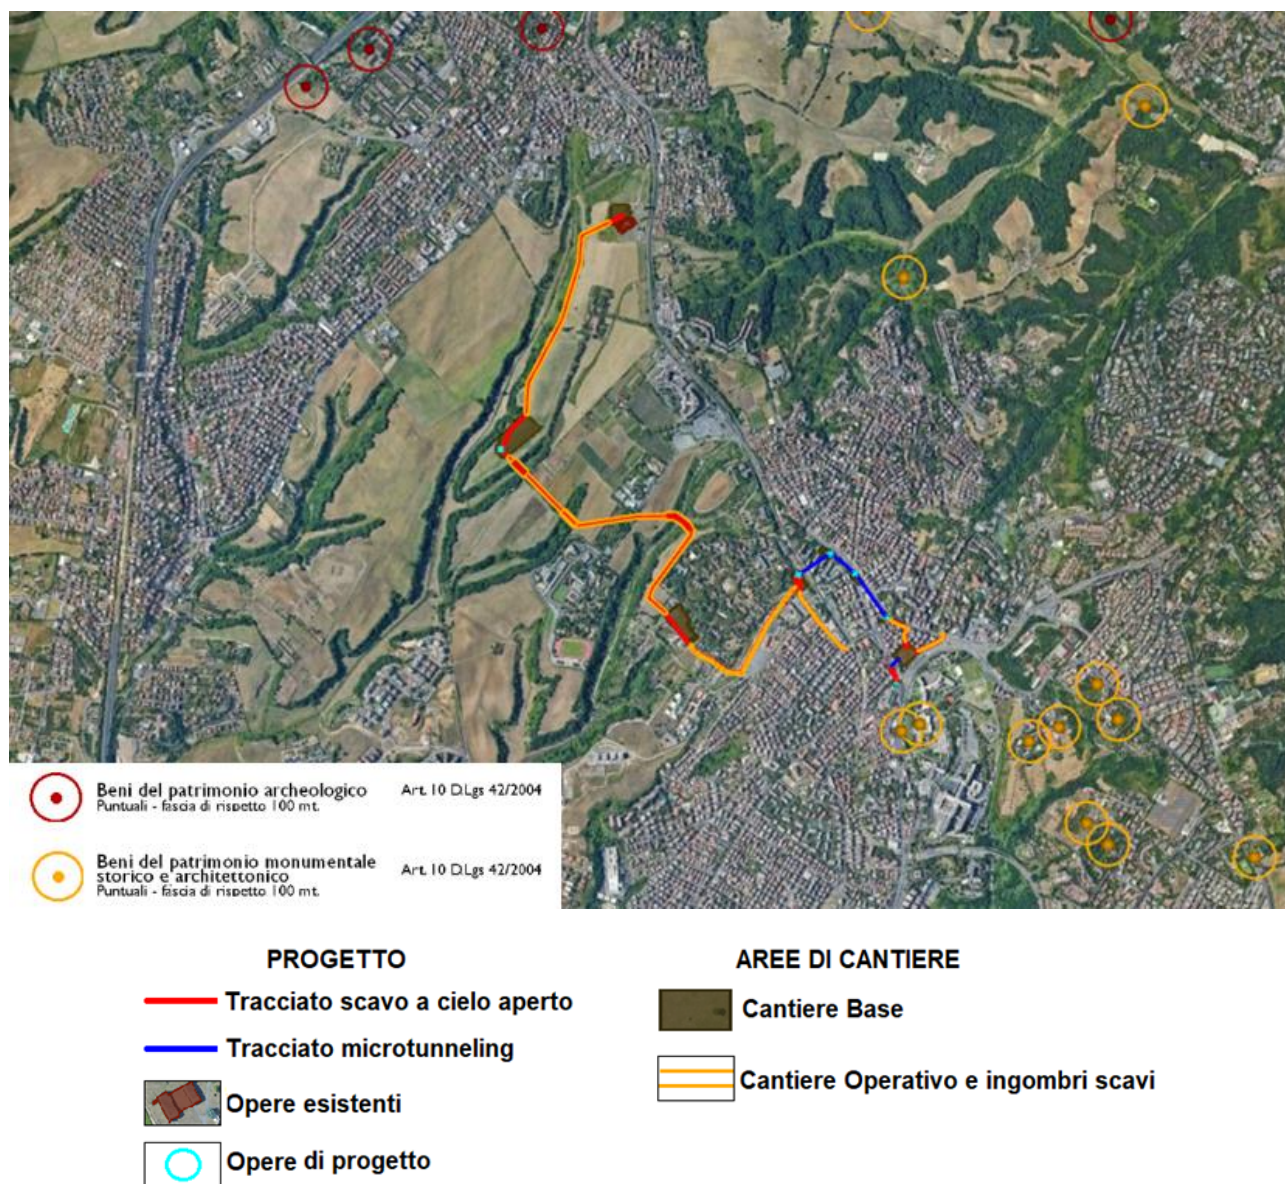 Beni del patrimonio archeologico Art. 10 D.Lgs 42/2004
Puntuali - fascia di rispetto 100 mt.
Beni del patrimonio monumentale
storico e architettonico Art. 10 D.Lgs 42/2004
Puntuali - fascia di rispetto 100 mt.
PROGETTO
Tracciato scavo a cielo aperto
Tracciato microtunneling
Opere esistenti
Opere di progetto
AREE DI CANTIERE
Cantiere Base
Cantiere Operativo e ingombri scavi